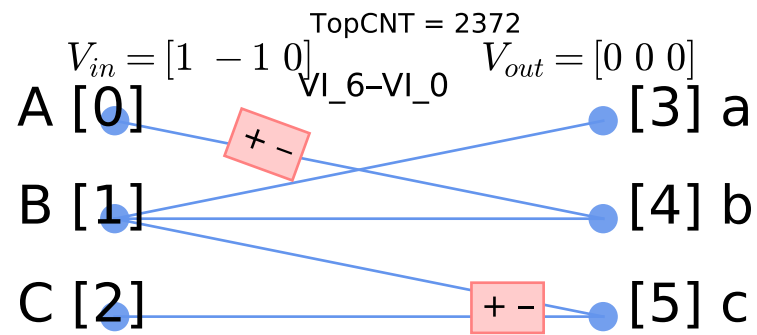 TopCNT = 2372
V_in = [1 −1 0] V_out = [0 0 0]
VI_6–VI_0
A [0] + – [3] a
B [1] [4] b
C [2] + – [5] c